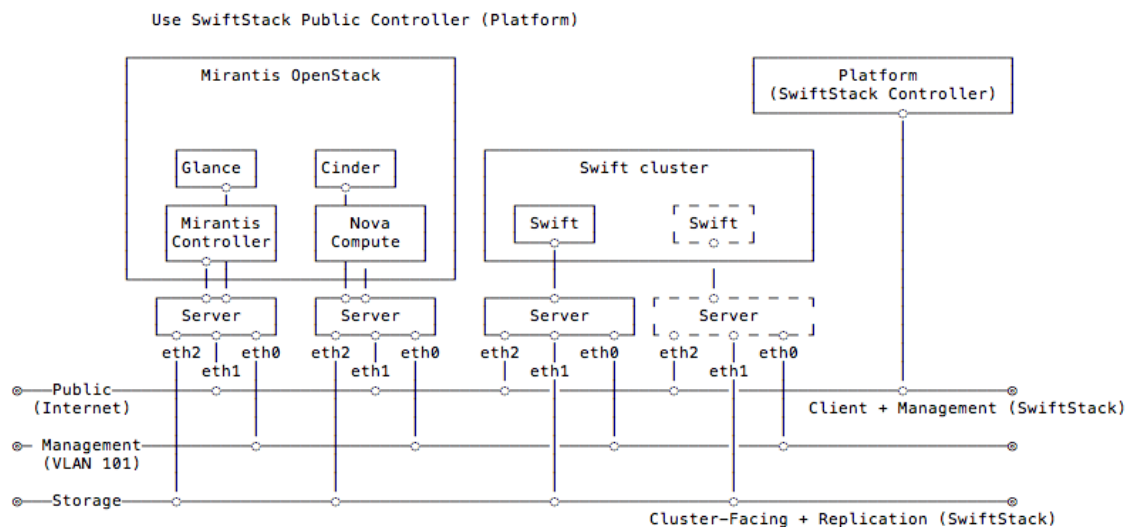 Use SwiftStack Public Controller (Platform)
Mirantis OpenStack
Platform
(SwiftStack Controller)
Glance
Cinder
Swift cluster
Mirantis
Controller
Nova
Compute
Swift
Swift
Server
Server
Server
Server
eth2
eth0
eth1
eth2
eth0
eth1
eth2
eth0
eth1
eth2
eth0
eth1
Public
(Internet)
Client + Management (SwiftStack)
Management
(VLAN 101)
Storage
Cluster-Facing + Replication (SwiftStack)